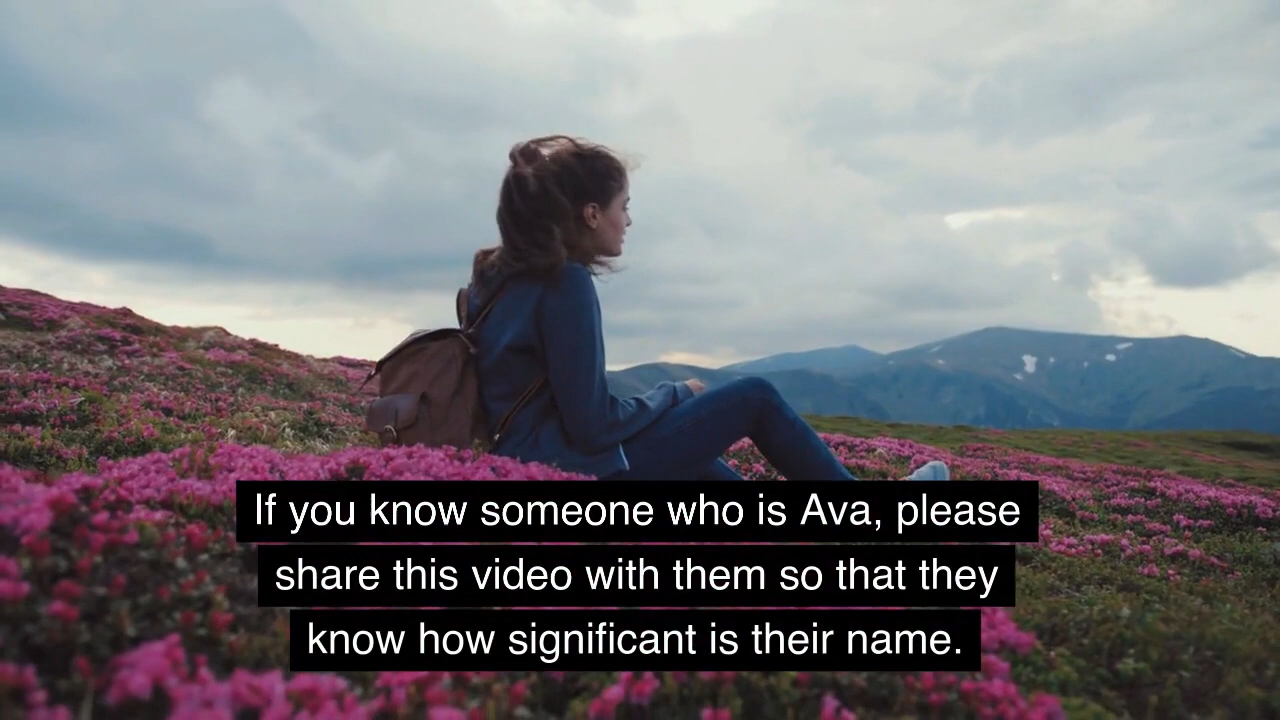 If you know someone who is Ava, please
share this video with them so that they
know how significant is their name.